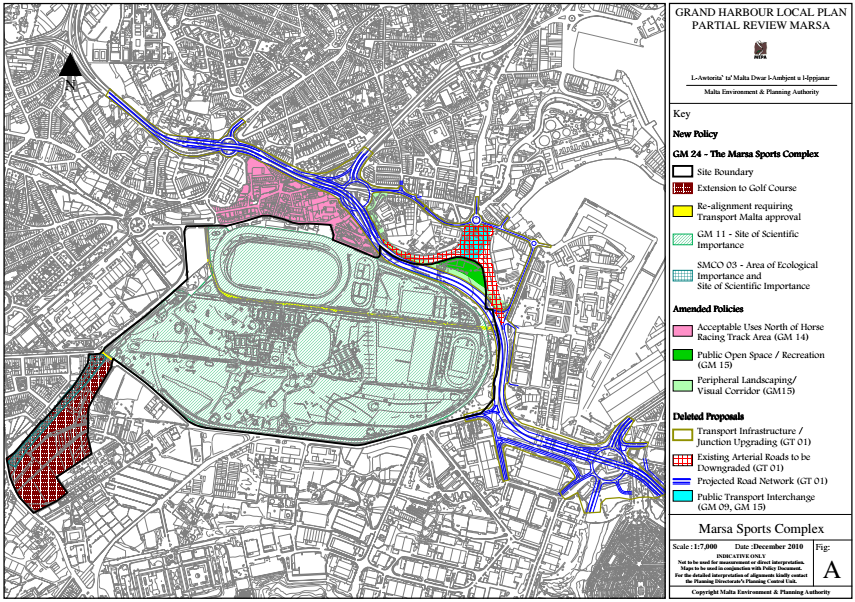 GRAND HARBOUR LOCAL PLAN
PARTIAL REVIEW MARSA
MEPA
L-Awtorita' ta' Malta Dwar l-Ambjent u l-Ippjanar
Malta Environment & Planning Authority
N
Key
New Policy
GM 24 - The Marsa Sports Complex
Site Boundary
Extension to Golf Course
Re-alignment requiring
Transport Malta approval
GM 11 - Site of Scientific
Importance
SMCO 03 - Area of Ecological
Importance and
Site of Scientific Importance
Amended Policies
Acceptable Uses North of Horse
Racing Track Area (GM 14)
Public Open Space / Recreation
(GM 15)
Peripheral Landscaping/
Visual Corridor (GM15)
Deleted Proposals
Transport Infrastructure /
Junction Upgrading (GT 01)
Existing Arterial Roads to be
Downgraded (GT 01)
Projected Road Network (GT 01)
Public Transport Interchange
(GM 09, GM 15)
Marsa Sports Complex
Scale : 1:7,000 Date :December 2010 Fig:
INDICATIVE ONLY
Not to be used for measurement or direct interpretation.
Maps to be used in conjunction with Policy Document.
For the detailed interpretation of alignments kindly contact
the Planning Directorate's Planning Control Unit.
A
Copyright Malta Environment & Planning Authority